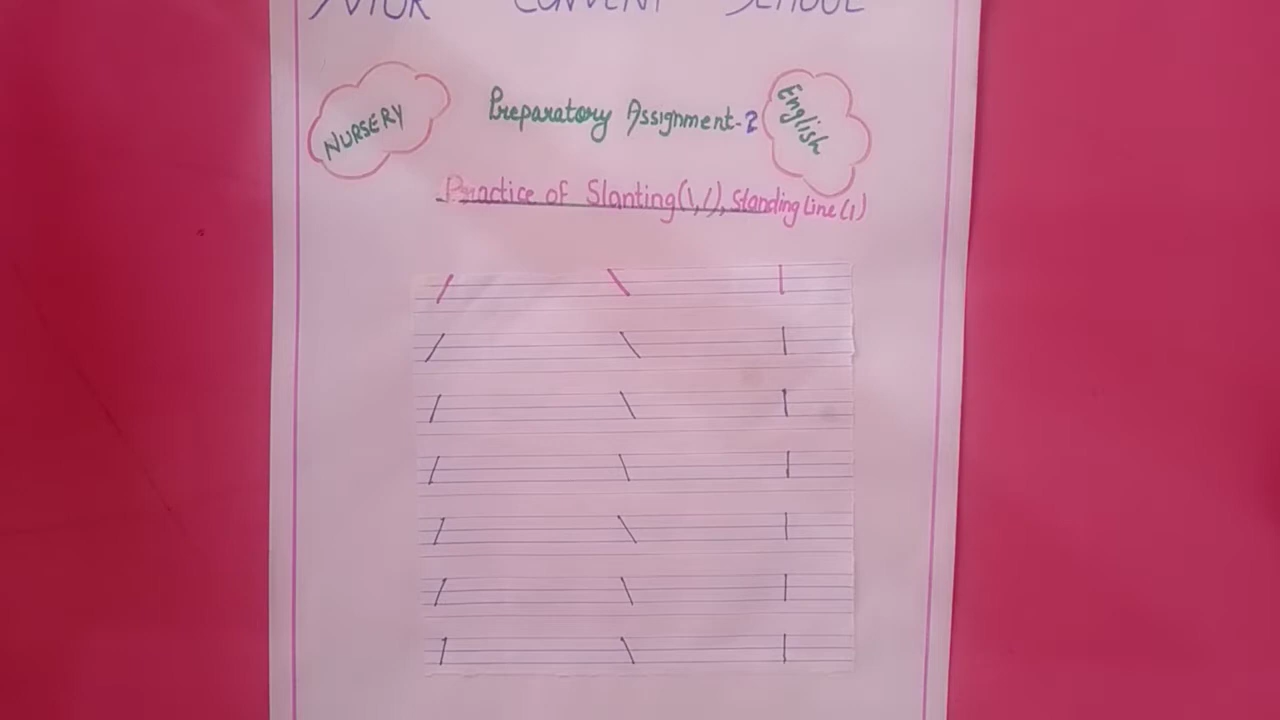 CONVENT SCHOOL
NURSERY
Preparatory Assignment-2
English
Practice of Slanting(\,/), Standing Line(|)
/ \ |
/ \ |
/ \ |
/ \ |
/ \ |
/ \ |
/ \ |